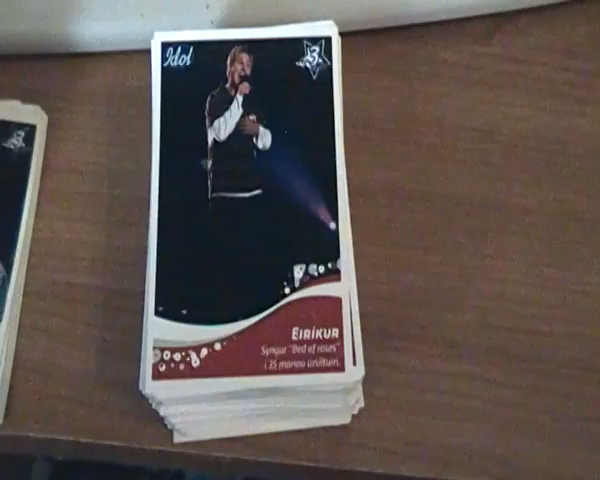 Idol
3
EIRÍKUR
Syngur "Bed of roses"
í 35 manna úrslitum.